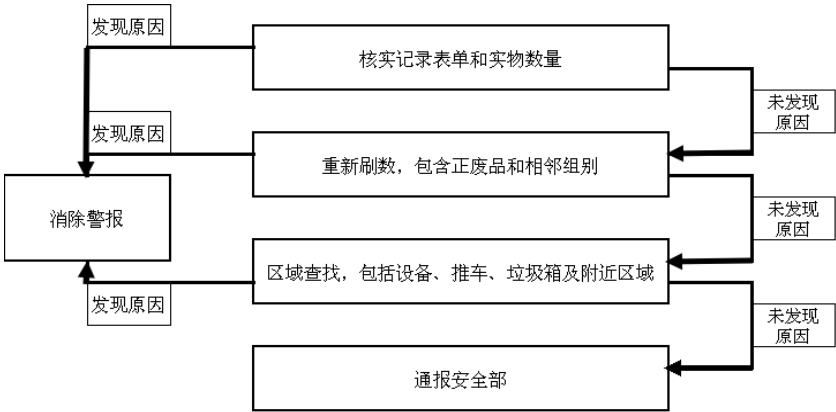 发现原因
核实记录表单和实物数量
未发现
原因
发现原因
重新刷数，包含正废品和相邻组别
消除警报
未发现
原因
区域查找，包括设备、推车、垃圾箱及附近区域
发现原因
未发现
原因
通报安全部